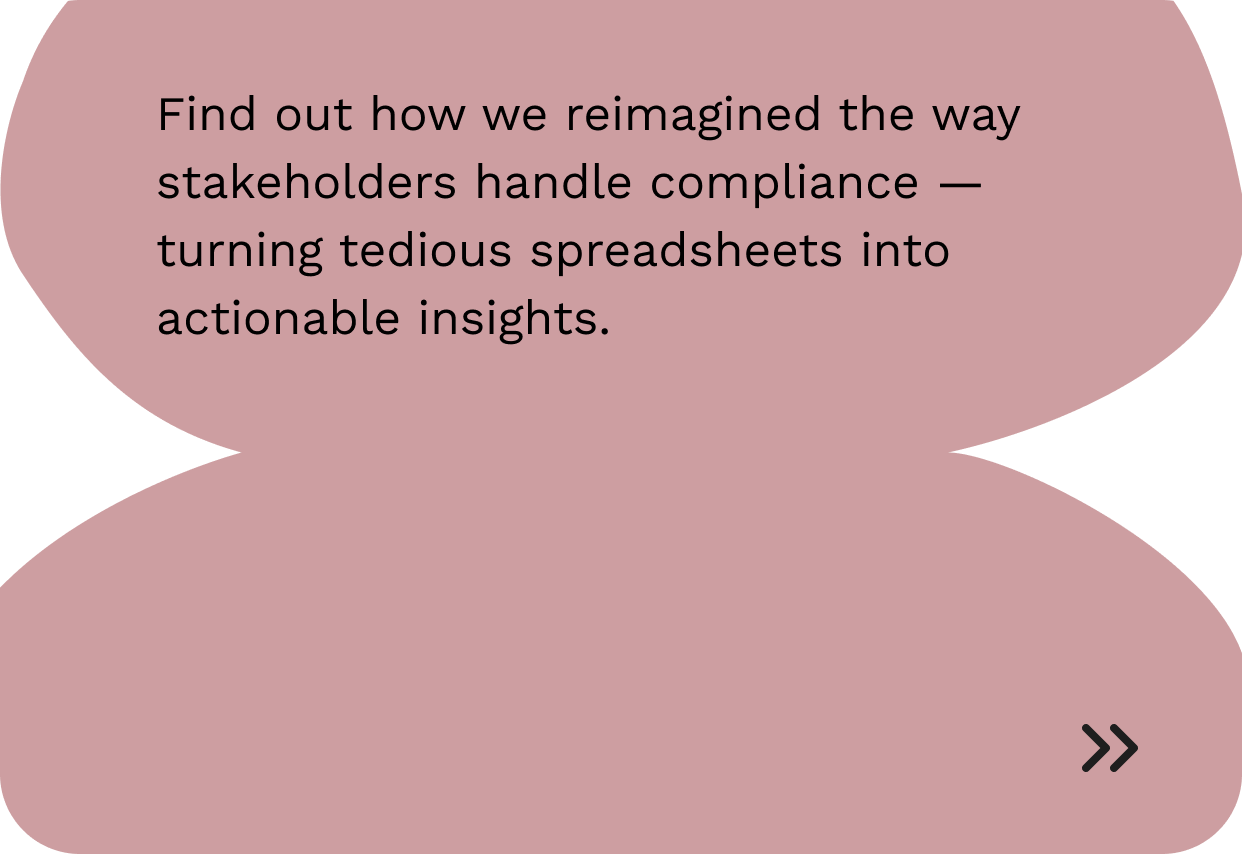 Find out how we reimagined the way
stakeholders handle compliance —
turning tedious spreadsheets into
actionable insights.